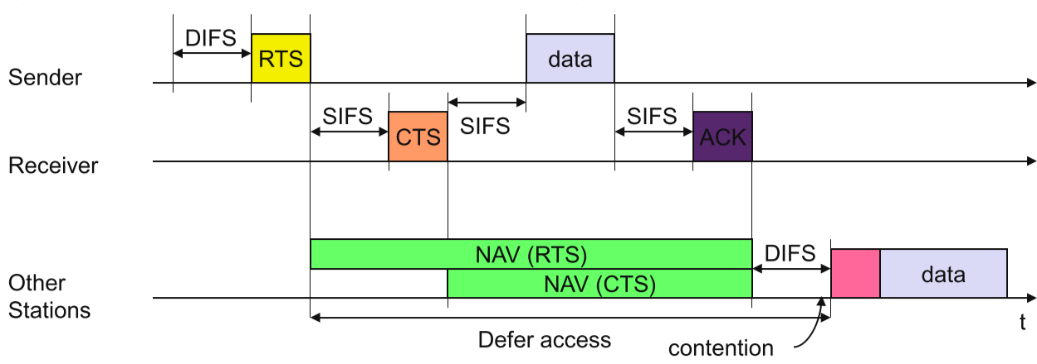 DIFS
RTS
data
Sender
SIFS
CTS
SIFS
SIFS
ACK
Receiver
NAV (RTS)
DIFS
NAV (CTS)
data
Other
Stations
t
Defer access
contention